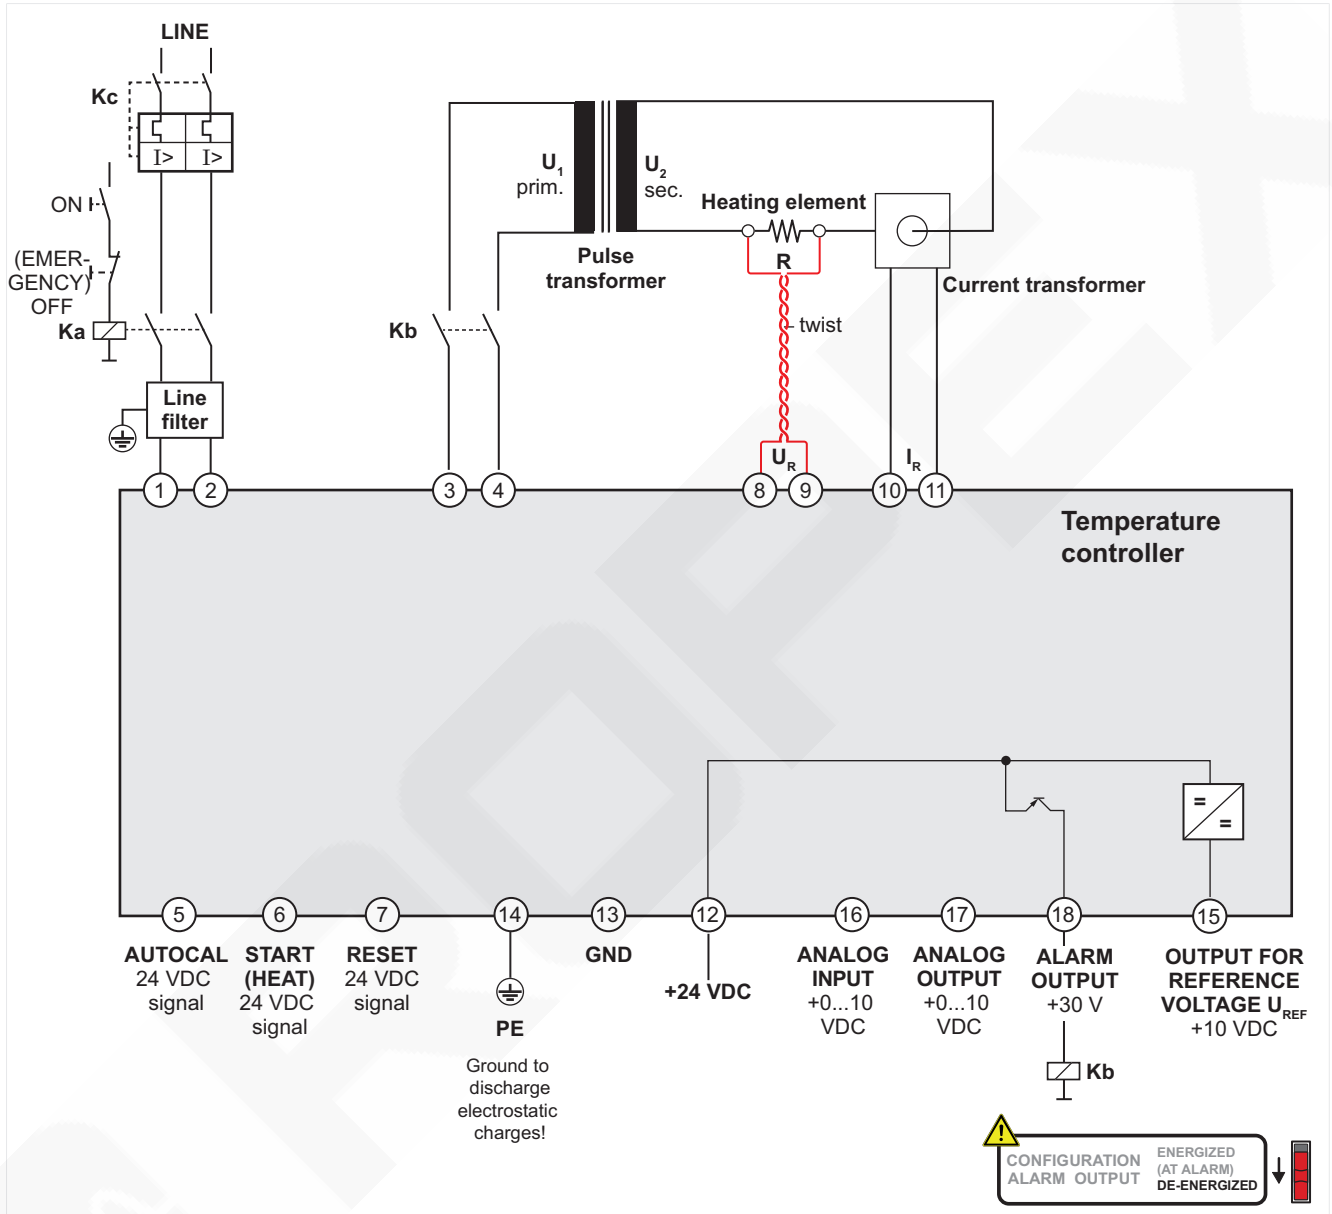 LINE
Kc
I>
I>
ON
(EMER-
GENCY)
OFF
Ka
Line
filter
U1
prim.
U2
sec.
Pulse
transformer
Heating element
R
Current transformer
twist
Kb
UR
IR
1
2
3
4
8
9
10
11
Temperature
controller
=
=
5
6
7
14
13
12
16
17
18
15
AUTOCAL
24 VDC
signal
START
(HEAT)
24 VDC
signal
RESET
24 VDC
signal
PE
Ground to
discharge
electrostatic
charges!
GND
+24 VDC
ANALOG
INPUT
+0...10
VDC
ANALOG
OUTPUT
+0...10
VDC
ALARM
OUTPUT
+30 V
Kb
OUTPUT FOR
REFERENCE
VOLTAGE UREF
+10 VDC
!
CONFIGURATION
ALARM OUTPUT
ENERGIZED
(AT ALARM)
DE-ENERGIZED
ROPEX